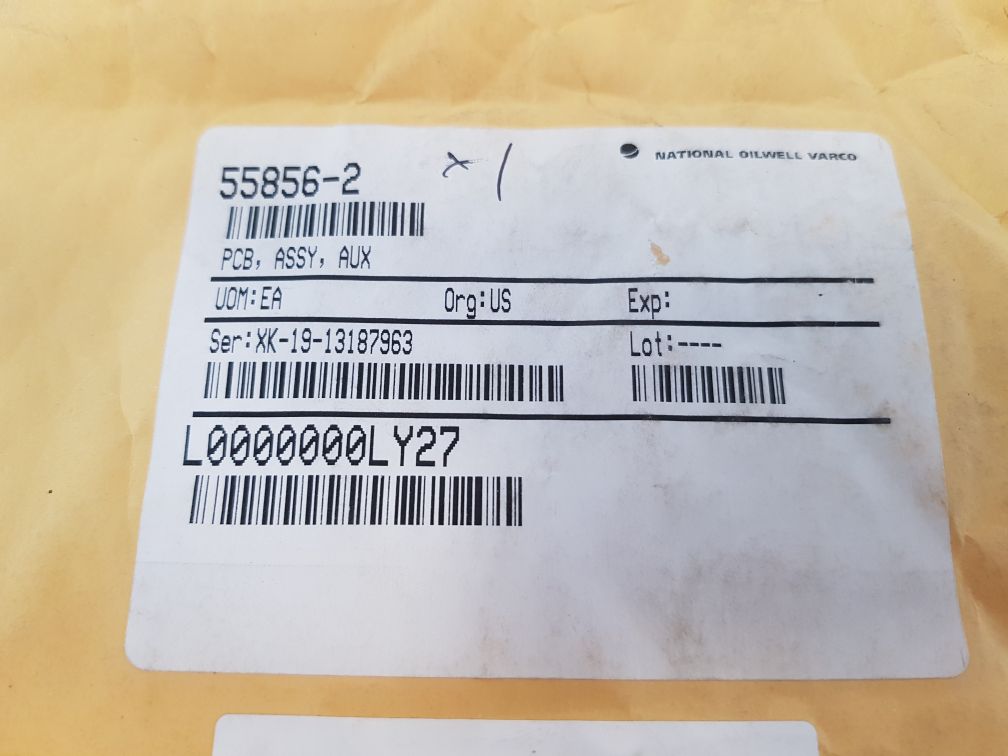 55856-2 x 1 NATIONAL OILWELL VARCO
PCB, ASSY, AUX
UOM:EA Org:US Exp:
Ser:XK-19-13187963 Lot:----
L0000000LY27